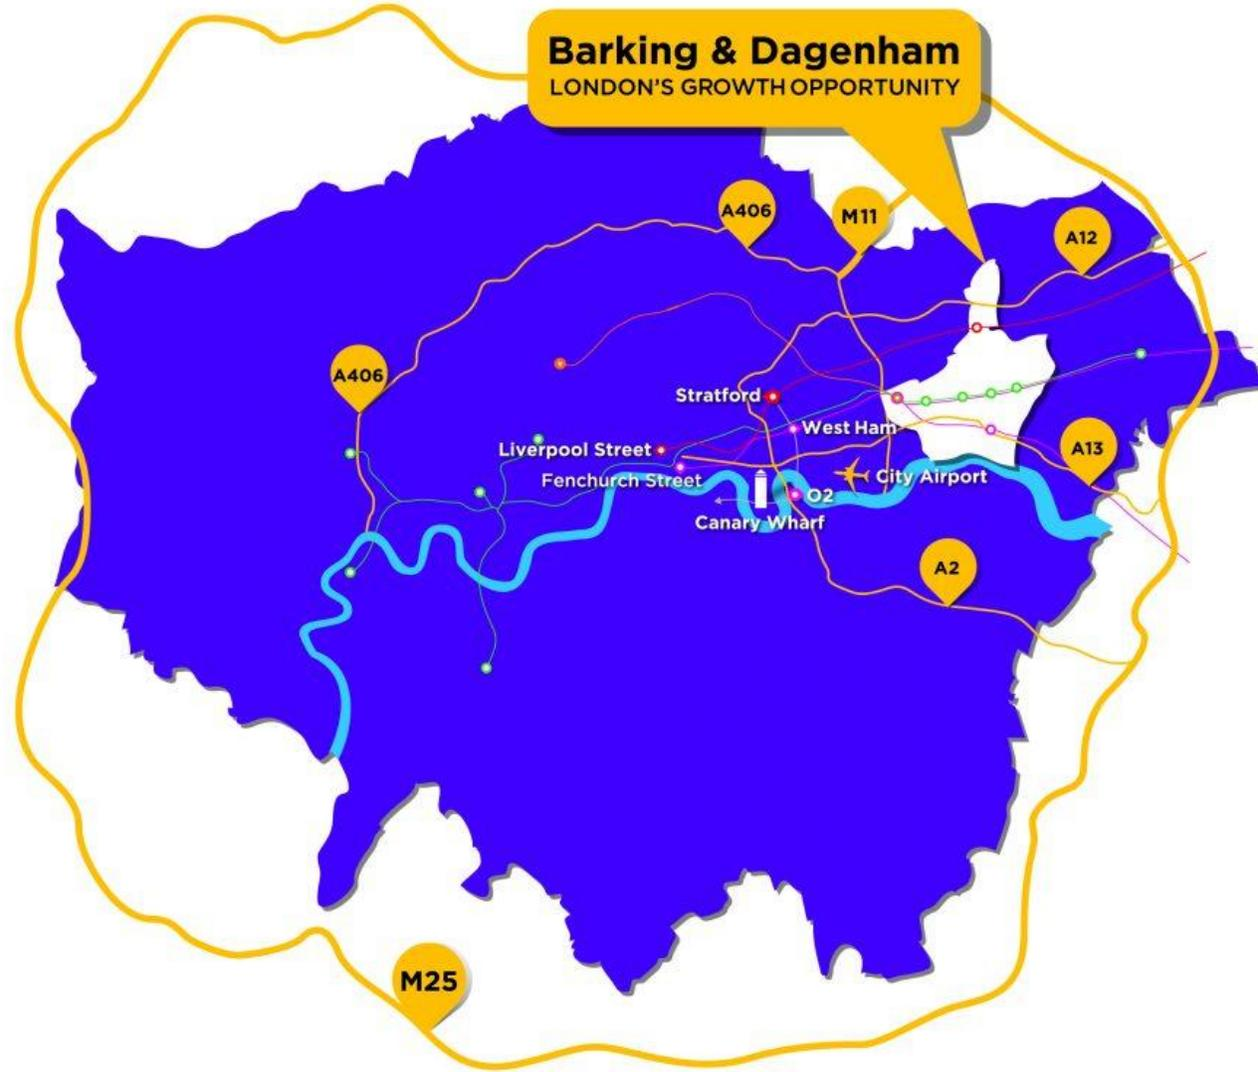 Barking & Dagenham
LONDON'S GROWTH OPPORTUNITY
A406
M11
A12
A406
Stratford
West Ham
Liverpool Street
A13
Fenchurch Street
City Airport
O2
Canary Wharf
A2
M25